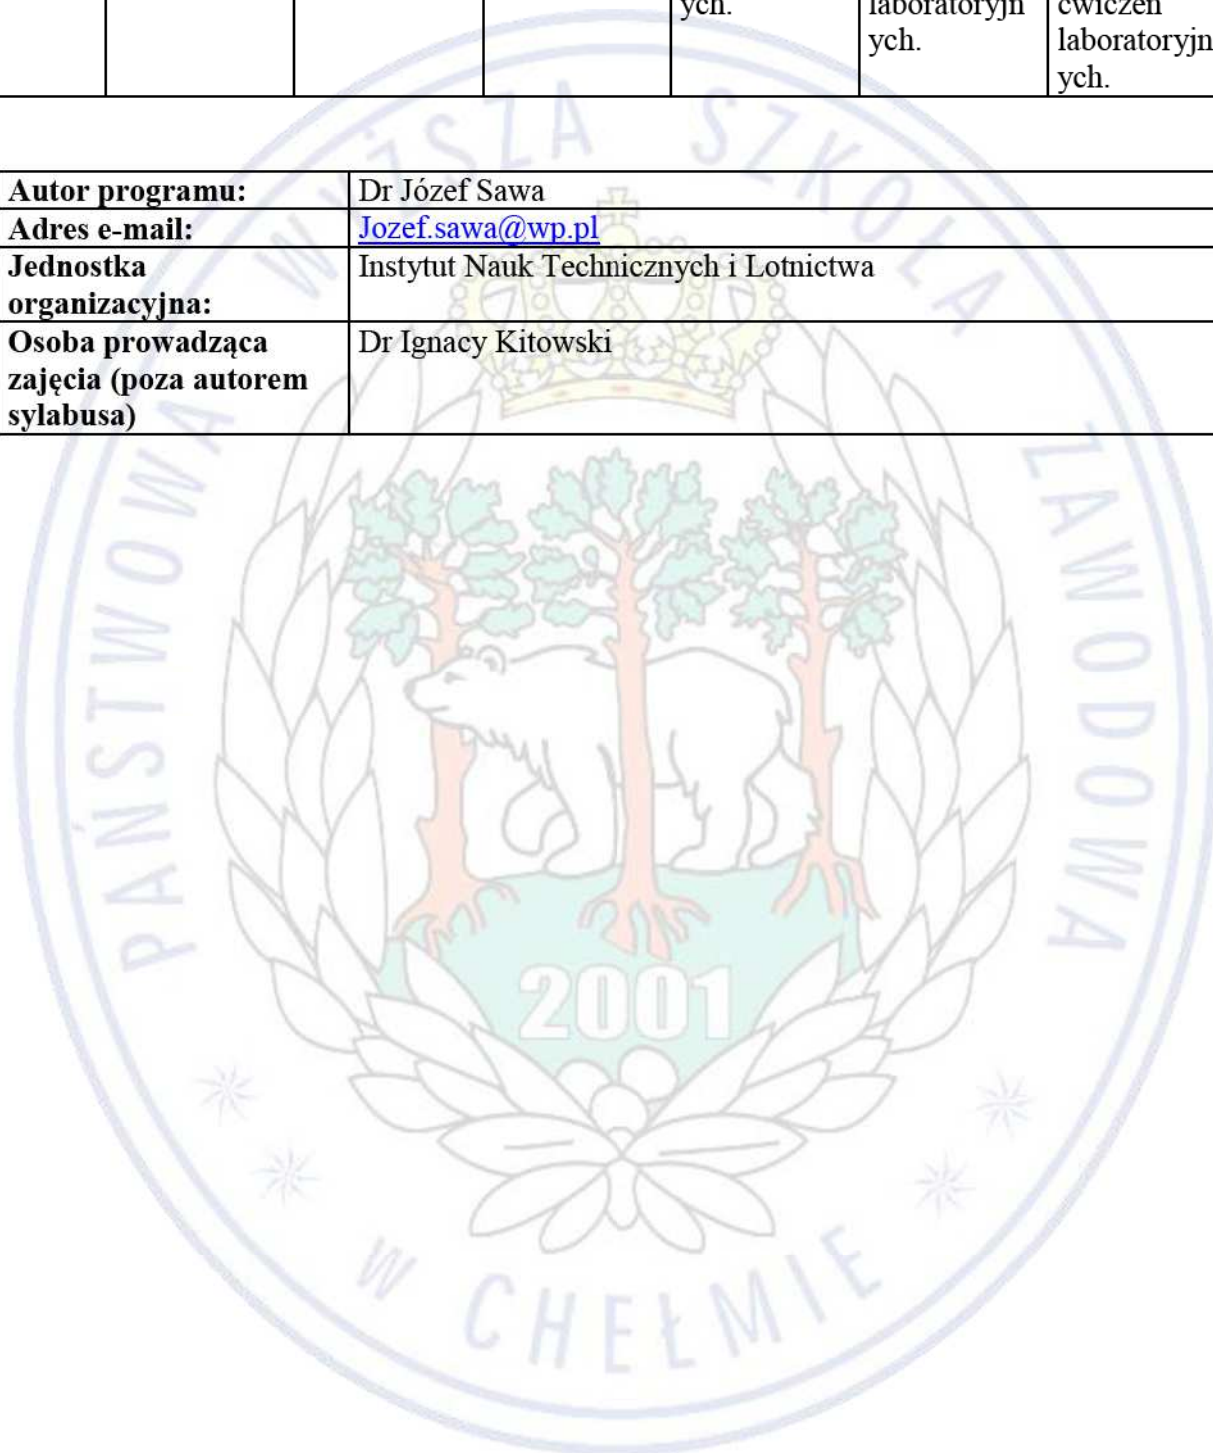 ych.
laboratoryjn
ych.
ćwiczeń
laboratoryjn
ych.
Autor programu: Dr Józef Sawa
Adres e-mail: Jozef.sawa@wp.pl
Jednostka organizacyjna: Instytut Nauk Technicznych i Lotnictwa
Osoba prowadząca zajęcia (poza autorem sylabusa) Dr Ignacy Kitowski
PAŃSTWOWA WYŻSZA SZKOŁA ZAWODOWA
2001
W CHEŁMIE